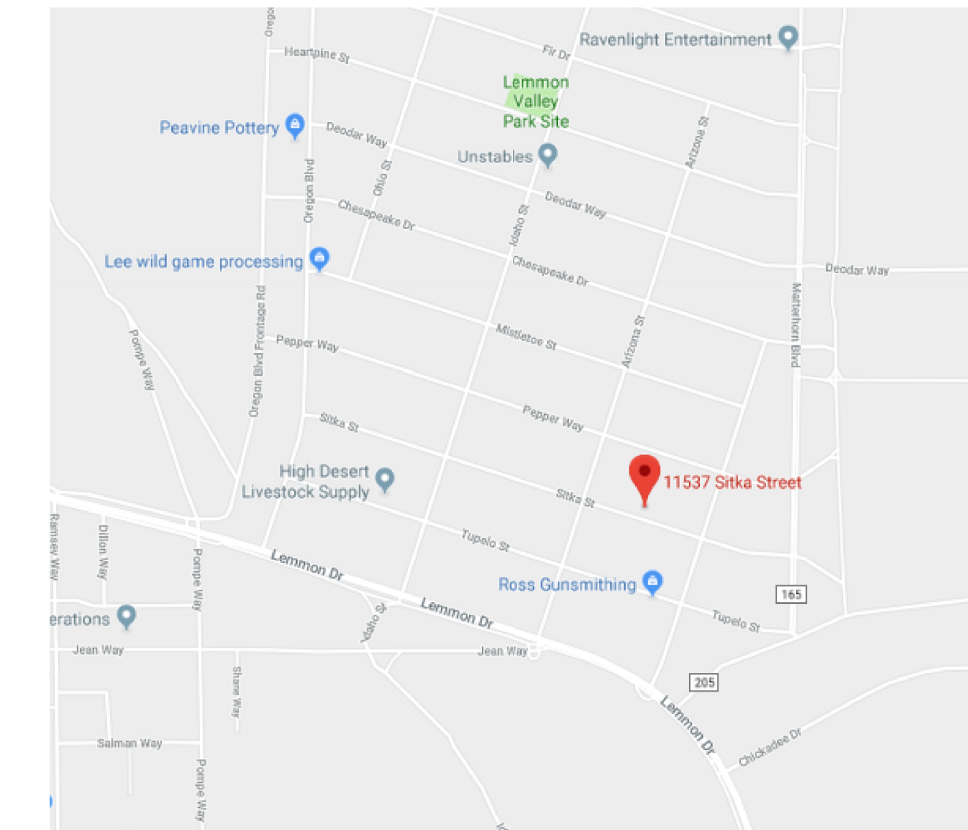 Oregon
Ravenlight Entertainment
Fir Dr
Heartpine St
Lemmon
Valley
Park Site
Peavine Pottery
Deodar Way
Arizona St
Unstables
Ohio St
Oregon Blvd
Deodar Way
Chesapeake Dr
Idaho St
Lee wild game processing
Chesapeake Dr
Deodar Way
Matterhorn Blvd
Oregon Blvd Frontage Rd
Pompe Way
Pepper Way
Mistletoe St
Arizona St
Sitka St
Pepper Way
High Desert
Livestock Supply
11537 Sitka Street
Sitka St
Ramsey Way
Dillon Way
Tupelo St
Lemmon Dr
Pompe Way
Ross Gunsmithing
165
Lemmon Dr
Idaho St
Tupelo St
erations
Jean Way
Jean Way
Shane Way
205
Lemmon Dr
Salman Way
Chickadee Dr
Pompe Way